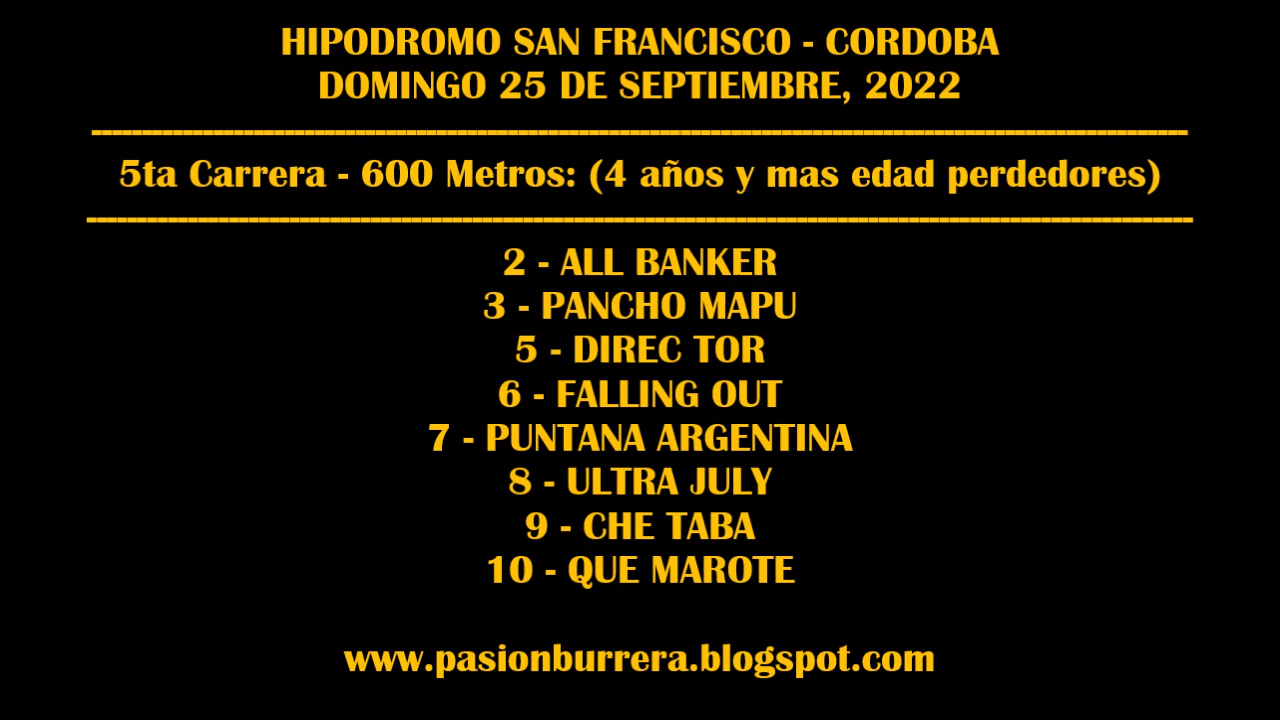 HIPODROMO SAN FRANCISCO - CORDOBA
DOMINGO 25 DE SEPTIEMBRE, 2022
5ta Carrera - 600 Metros: (4 años y mas edad perdedores)
2 - ALL BANKER
3 - PANCHO MAPU
5 - DIREC TOR
6 - FALLING OUT
7 - PUNTANA ARGENTINA
8 - ULTRA JULY
9 - CHE TABA
10 - QUE MAROTE
www.pasionburrera.blogspot.com